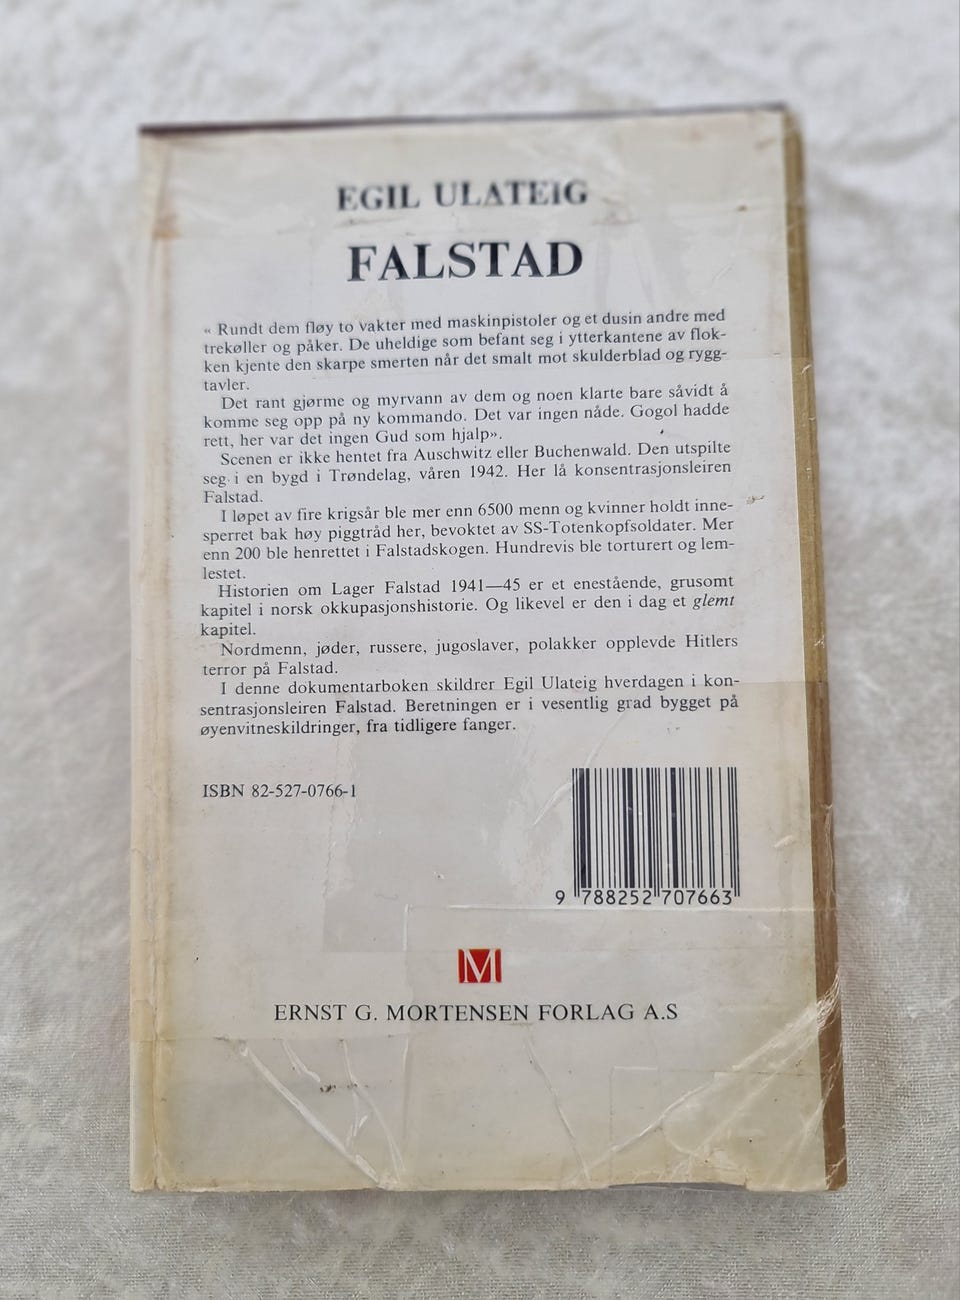 EGIL ULATEIG
FALSTAD
« Rundt dem fløy to vakter med maskinpistoler og et dusin andre med
trekøller og påker. De uheldige som befant seg i ytterkantene av flok-
ken kjente den skarpe smerten når det smalt mot skulderblad og rygg-
tavler.
Det rant gjørme og myrvann av dem og noen klarte bare såvidt å
komme seg opp på ny kommando. Det var ingen nåde. Gogol hadde
rett, her var det ingen Gud som hjalp».
Scenen er ikke hentet fra Auschwitz eller Buchenwald. Den utspilte
seg i en bygd i Trøndelag, våren 1942. Her lå konsentrasjonsleiren
Falstad.
I løpet av fire krigsår ble mer enn 6500 menn og kvinner holdt inne-
sperret bak høy piggtråd her, bevoktet av SS-Totenkopfsoldater. Mer
enn 200 ble henrettet i Falstadskogen. Hundrevis ble torturert og lem-
lestet.
Historien om Lager Falstad 1941—45 er et enestående, grusomt
kapitel i norsk okkupasjonshistorie. Og likevel er den i dag et glemt
kapitel.
Nordmenn, jøder, russere, jugoslaver, polakker opplevde Hitlers
terror på Falstad.
I denne dokumentarboken skildrer Egil Ulateig hverdagen i kon-
sentrasjonsleiren Falstad. Beretningen er i vesentlig grad bygget på
øyenvitneskildringer, fra tidligere fanger.
ISBN 82-527-0766-1
9 788252 707663
M
ERNST G. MORTENSEN FORLAG A.S